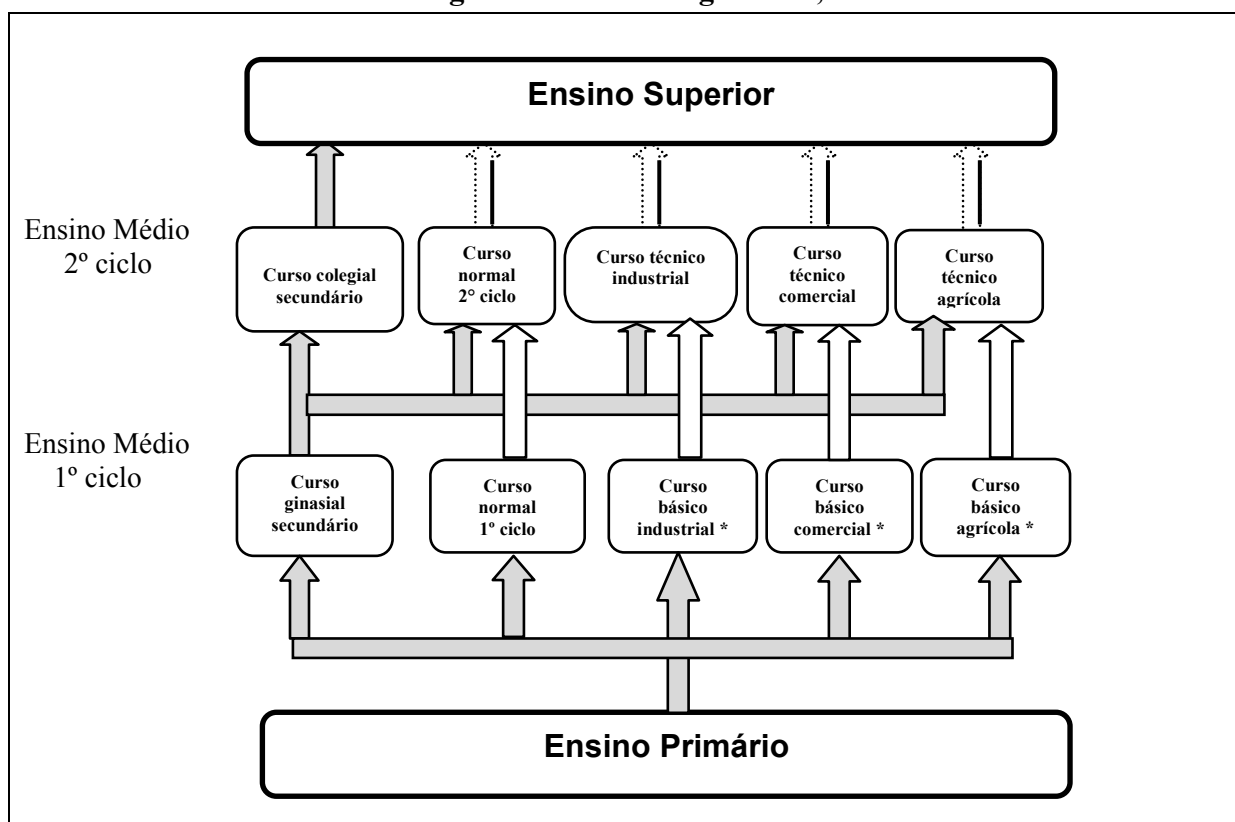 Ensino Superior
Ensino Médio
2º ciclo
Curso colegial
secundário
Curso
normal
2° ciclo
Curso técnico
industrial
Curso
técnico
comercial
Curso
técnico
agrícola
Ensino Médio
1º ciclo
Curso
ginasial
secundário
Curso
normal
1º ciclo
Curso
básico
industrial *
Curso
básico
comercial *
Curso
básico
agrícola *
Ensino Primário